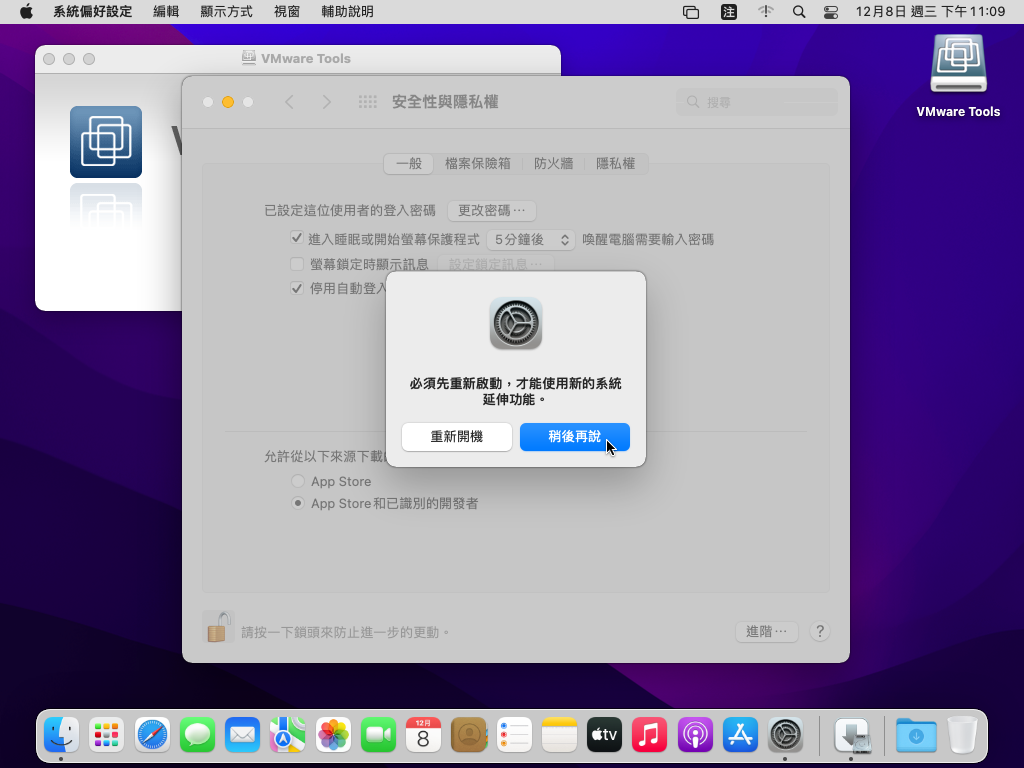 系統偏好設定 編輯 顯示方式 視窗 輔助說明 注 12月8日 週三 下午11:09
VMware Tools
VMware Tools
安全性與隱私權 搜尋
一般 檔案保險箱 防火牆 隱私權
已設定這位使用者的登入密碼 更改密碼⋯
進入睡眠或開始螢幕保護程式 5分鐘後 喚醒電腦需要輸入密碼
螢幕鎖定時顯示訊息 設定鎖定訊息⋯
停用自動登入
必須先重新啟動，才能使用新的系統
延伸功能。
重新開機 稍後再說
允許從以下來源下載
App Store
App Store和已識別的開發者
請按一下鎖頭來防止進一步的更動。 進階⋯ ?
12月
8
tv